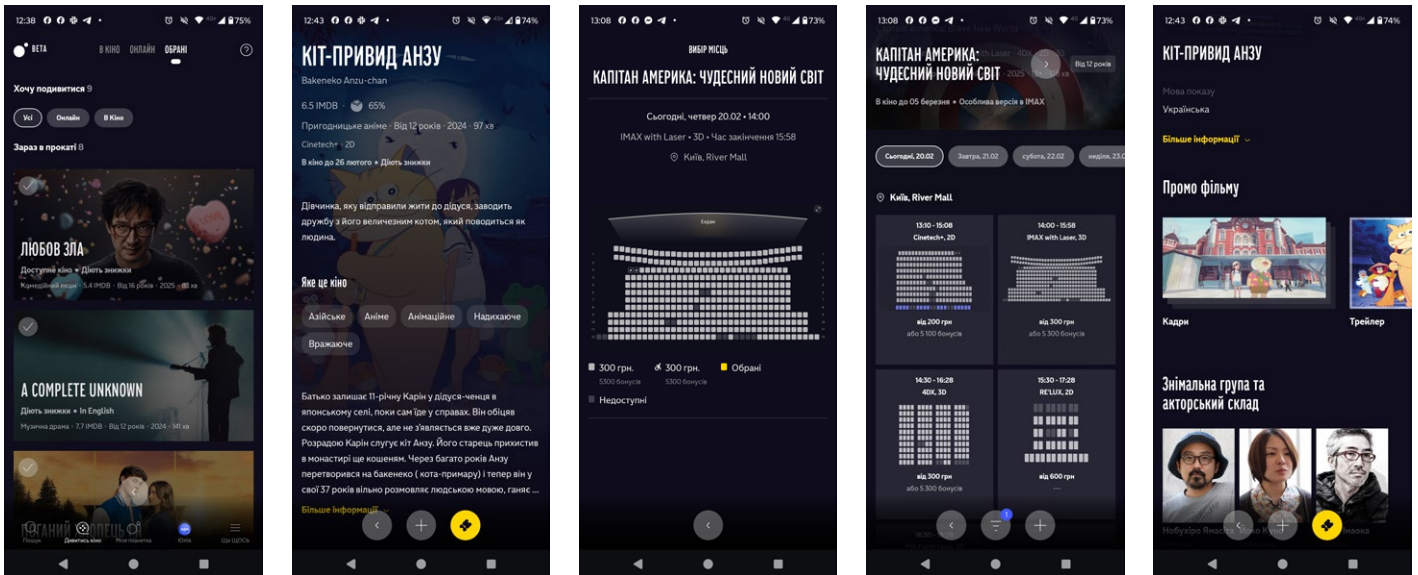 12:38
75%
BETA
В КІНО ОНЛАЙН ОБРАНІ
Хочу подивитися 9
Усі Онлайн В Кіно
Зараз в прокаті 8
LOVE
ЛЮБОВ ЗЛА
Доступне кіно • Діють знижки
Комедійний екшн · 5.4 IMDB · Від 16 років · 2025 · 83 хв
A COMPLETE UNKNOWN
Діють знижки • In English
Музична драма · 7.7 IMDB · Від 12 років · 2024 · 141 хв
Пошук Дивитись кіно Моя планетка Юлія Ще ЩОСЬ
12:43
74%
КІТ-ПРИВИД АНЗУ
Bakeneko Anzu-chan
6.5 IMDB · 65%
Пригодницьке аніме · Від 12 років · 2024 · 97 хв
Cinetech+ · 2D
В кіно до 26 лютого • Діють знижки
Дівчинка, яку відправили жити до дідуся, заводить
дружбу з його величезним котом, який поводиться як
людина.
Яке це кіно
Азійське Аніме Анімаційне Надихаюче
Вражаюче
Батько залишає 11-річну Карін у дідуся-ченця в
японському селі, поки сам їде у справах. Він обіцяв
скоро повернутися, але не з'являється вже дуже довго.
Розрадою Карін слугує кіт Анзу. Його старець прихистив
в монастирі ще кошеням. Через багато років Анзу
перетворився на бакенеко ( кота-примару) і тепер він у
свої 37 років вільно розмовляє людською мовою, ганяє ...
Більше інформації
13:08
4G
73%
ВИБІР МІСЦЬ
КАПІТАН АМЕРИКА: ЧУДЕСНИЙ НОВИЙ СВІТ
Сьогодні, четвер 20.02 • 14:00
IMAX with Laser • 3D • Час закінчення 15:58
Київ, River Mall
Екран
300 грн. 300 грн. Обрані
5300 бонусів 5300 бонусів
Недоступні
13:08
4G
73%
КАПІТАН АМЕРИКА:
ЧУДЕСНИЙ НОВИЙ СВІТ
Від 12 років
В кіно до 05 березня • Особлива версія в IMAX
Сьогодні, 20.02 Завтра, 21.02 субота, 22.02 неділя, 23.0
Київ, River Mall
13:10 - 15:08
Cinetech+, 2D
від 200 грн
або 5 100 бонусів
14:00 - 15:58
IMAX with Laser, 3D
від 300 грн
або 5 300 бонусів
14:30 - 16:28
4DX, 3D
від 300 грн
або 5 300 бонусів
15:30 - 17:28
RE'LUX, 2D
від 600 грн
1
12:43
74%
КІТ-ПРИВИД АНЗУ
Мова показу
Українська
Більше інформації
Промо фільму
Кадри Трейлер
Знімальна група та
акторський склад